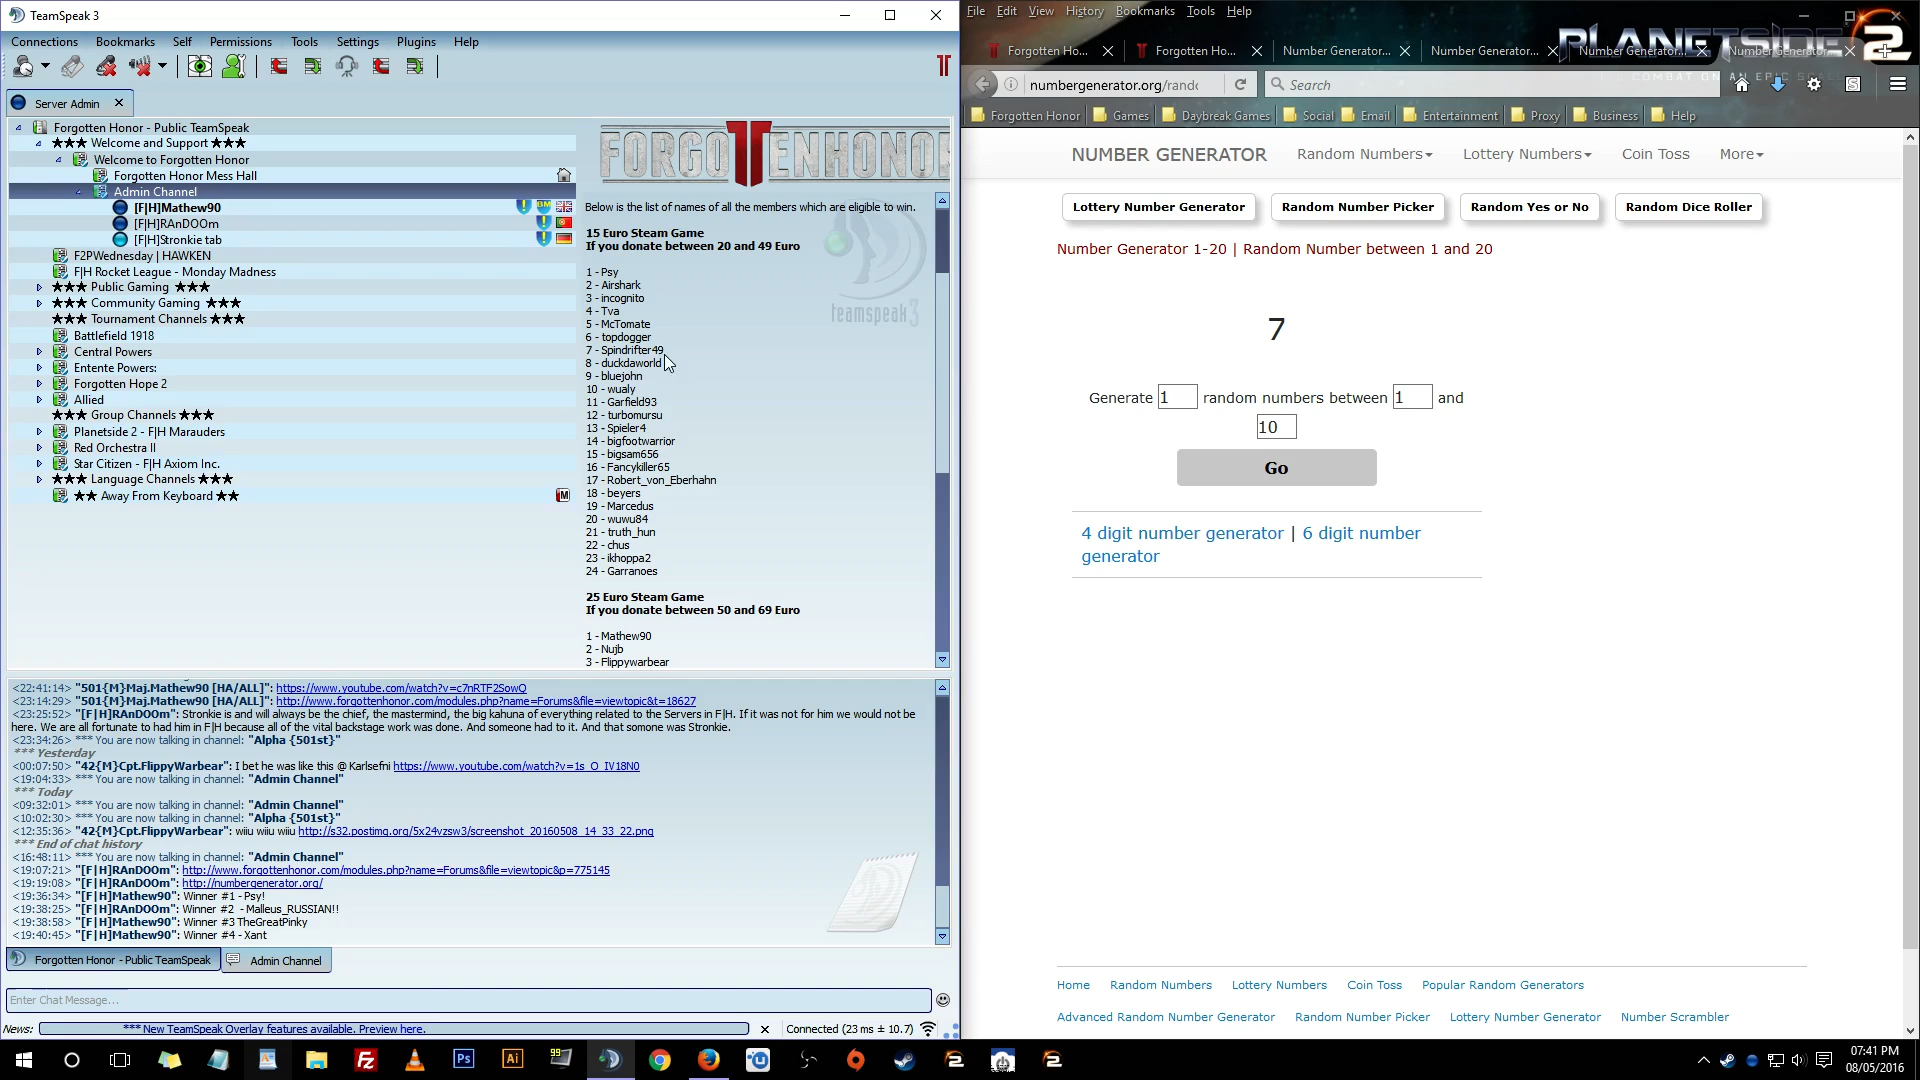 TeamSpeak 3
Connections Bookmarks Self Permissions Tools Settings Plugins Help
Server Admin
Forgotten Honor - Public TeamSpeak
★★★ Welcome and Support ★★★
Welcome to Forgotten Honor
Forgotten Honor Mess Hall
Admin Channel
[F|H]Mathew90
[F|H]RAnDOOm
[F|H]Stronkie tab
F2PWednesday | HAWKEN
F|H Rocket League - Monday Madness
★★★ Public Gaming ★★★
★★★ Community Gaming ★★★
★★★ Tournament Channels ★★★
Battlefield 1918
Central Powers
Entente Powers:
Forgotten Hope 2
Allied
★★★ Group Channels ★★★
Planetside 2 - F|H Marauders
Red Orchestra II
Star Citizen - F|H Axiom Inc.
★★★ Language Channels ★★★
★★ Away From Keyboard ★★
FORGOTTENHONOR
Below is the list of names of all the members which are eligible to win.
15 Euro Steam Game
If you donate between 20 and 49 Euro
1 - Psy
2 - Airshark
3 - incognito
4 - Tva
5 - McTomate
6 - topdogger
7 - Spindrifter49
8 - duckdaworld
9 - bluejohn
10 - wualy
11 - Garfield93
12 - turbomursu
13 - Spieler4
14 - bigfootwarrior
15 - bigsam656
16 - Fancykiller65
17 - Robert_von_Eberhahn
18 - beyers
19 - Marcedus
20 - wuwu84
21 - truth_hun
22 - chus
23 - ikhoppa2
24 - Garranoes
25 Euro Steam Game
If you donate between 50 and 69 Euro
1 - Mathew90
2 - Nujb
3 - Flippywarbear
teamspeak 3
<22:41:14> "501{M}Maj.Mathew90 [HA/ALL]": https://www.youtube.com/watch?v=c7nRTF2SowQ
<23:14:29> "501{M}Maj.Mathew90 [HA/ALL]": http://www.forgottenhonor.com/modules.php?name=Forums&file=viewtopic&t=18627
<23:25:52> "[F|H]RAnDOOm": Stronkie is and will always be the chief, the mastermind, the big kahuna of everything related to the Servers in F|H. If it was not for him we would not be
here. We are all fortunate to had him in F|H because all of the vital backstage work was done. And someone had to it. And that somone was Stronkie.
<23:34:26> *** You are now talking in channel: "Alpha {501st}"
*** Yesterday
<00:07:50> "42{M}Cpt.FlippyWarbear": I bet he was like this @ Karlsefni https://www.youtube.com/watch?v=1s_O_IV18N0
<19:04:33> *** You are now talking in channel: "Admin Channel"
*** Today
<09:32:01> *** You are now talking in channel: "Admin Channel"
<10:02:30> *** You are now talking in channel: "Alpha {501st}"
<12:35:36> "42{M}Cpt.FlippyWarbear": wiiu wiiu wiiu http://s32.postimg.org/5x24vzsw3/screenshot_20160508_14_33_22.png
*** End of chat history
<16:48:11> *** You are now talking in channel: "Admin Channel"
<19:07:21> "[F|H]RAnDOOm": http://www.forgottenhonor.com/modules.php?name=Forums&file=viewtopic&p=775145
<19:19:08> "[F|H]RAnDOOm": http://numbergenerator.org/
<19:36:34> "[F|H]Mathew90": Winner #1 - Psy!
<19:38:25> "[F|H]RAnDOOm": Winner #2 - Malleus_RUSSIAN!!
<19:38:58> "[F|H]Mathew90": Winner #3 TheGreatPinky
<19:40:45> "[F|H]Mathew90": Winner #4 - Xant
Forgotten Honor - Public TeamSpeak Admin Channel
Enter Chat Message...
News: *** New TeamSpeak Overlay features available. Preview here. Connected (23 ms ± 10.7)
File Edit View History Bookmarks Tools Help
PLANETSIDE 2
Forgotten Ho... Forgotten Ho... Number Generator... Number Generator... Number Generator... Number Generator...
numbergenerator.org/rand Search
Forgotten Honor Games Daybreak Games Social Email Entertainment Proxy Business Help
NUMBER GENERATOR Random Numbers Lottery Numbers Coin Toss More
Lottery Number Generator Random Number Picker Random Yes or No Random Dice Roller
Number Generator 1-20 | Random Number between 1 and 20
7
Generate 1 random numbers between 1 and
10
Go
4 digit number generator | 6 digit number
generator
Home Random Numbers Lottery Numbers Coin Toss Popular Random Generators
Advanced Random Number Generator Random Number Picker Lottery Number Generator Number Scrambler
07:41 PM
08/05/2016